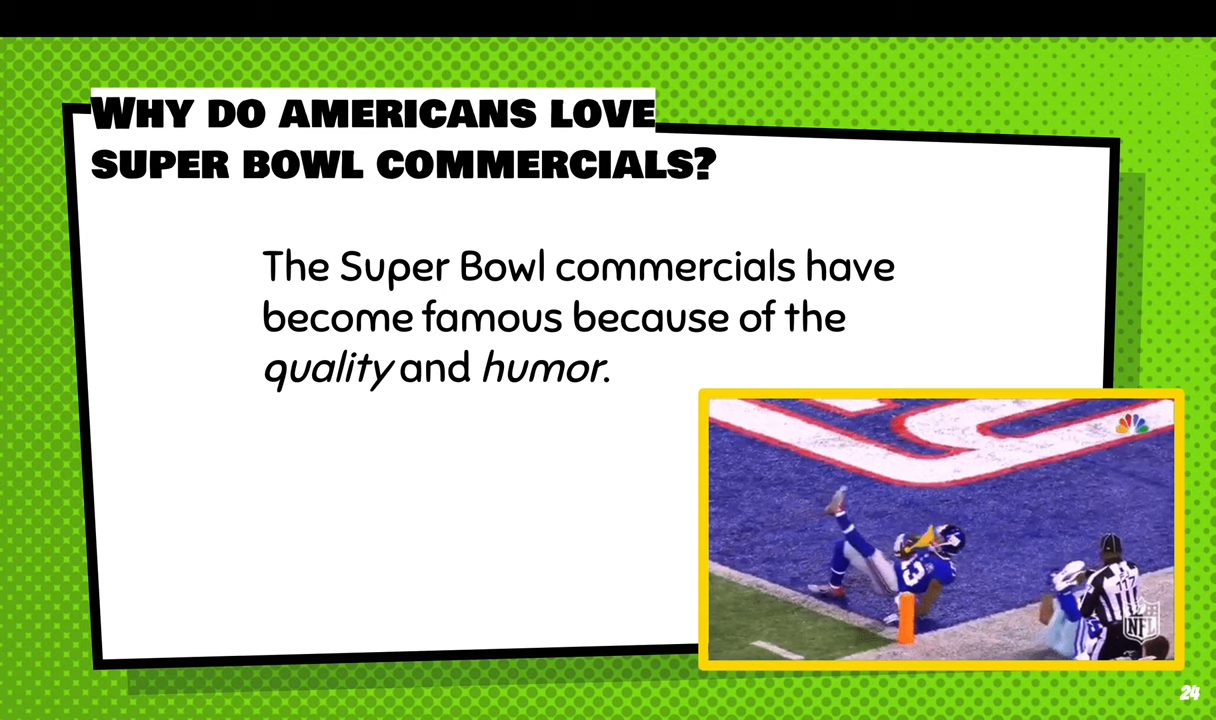 WHY DO AMERICANS LOVE
SUPER BOWL COMMERCIALS?
The Super Bowl commercials have
become famous because of the
quality and humor.
117
NFL
24